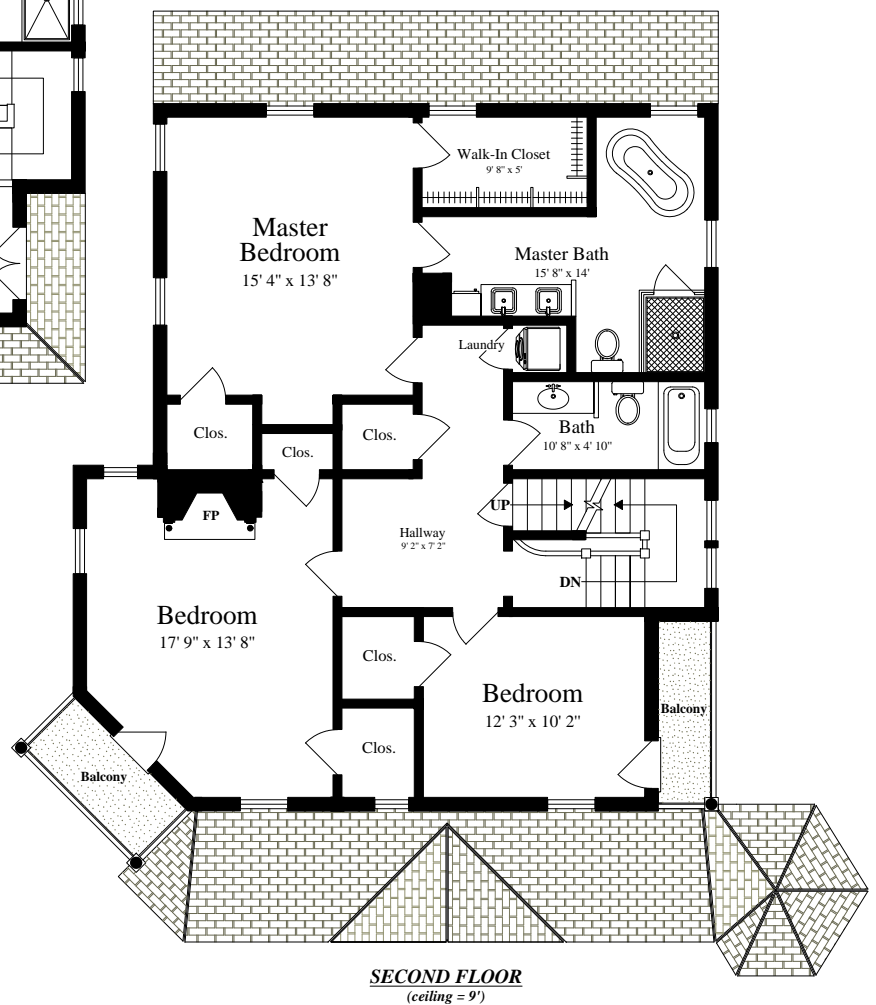 Walk-In Closet
9' 8" x 5'
Master
Bedroom
15' 4" x 13' 8"
Master Bath
15' 8" x 14'
Laundry
Clos.
Clos.
Clos.
Bath
10' 8" x 4' 10"
FP
UP
Hallway
9' 2" x 7' 2"
DN
Bedroom
17' 9" x 13' 8"
Clos.
Bedroom
12' 3" x 10' 2"
Balcony
Clos.
Balcony
SECOND FLOOR
(ceiling = 9')